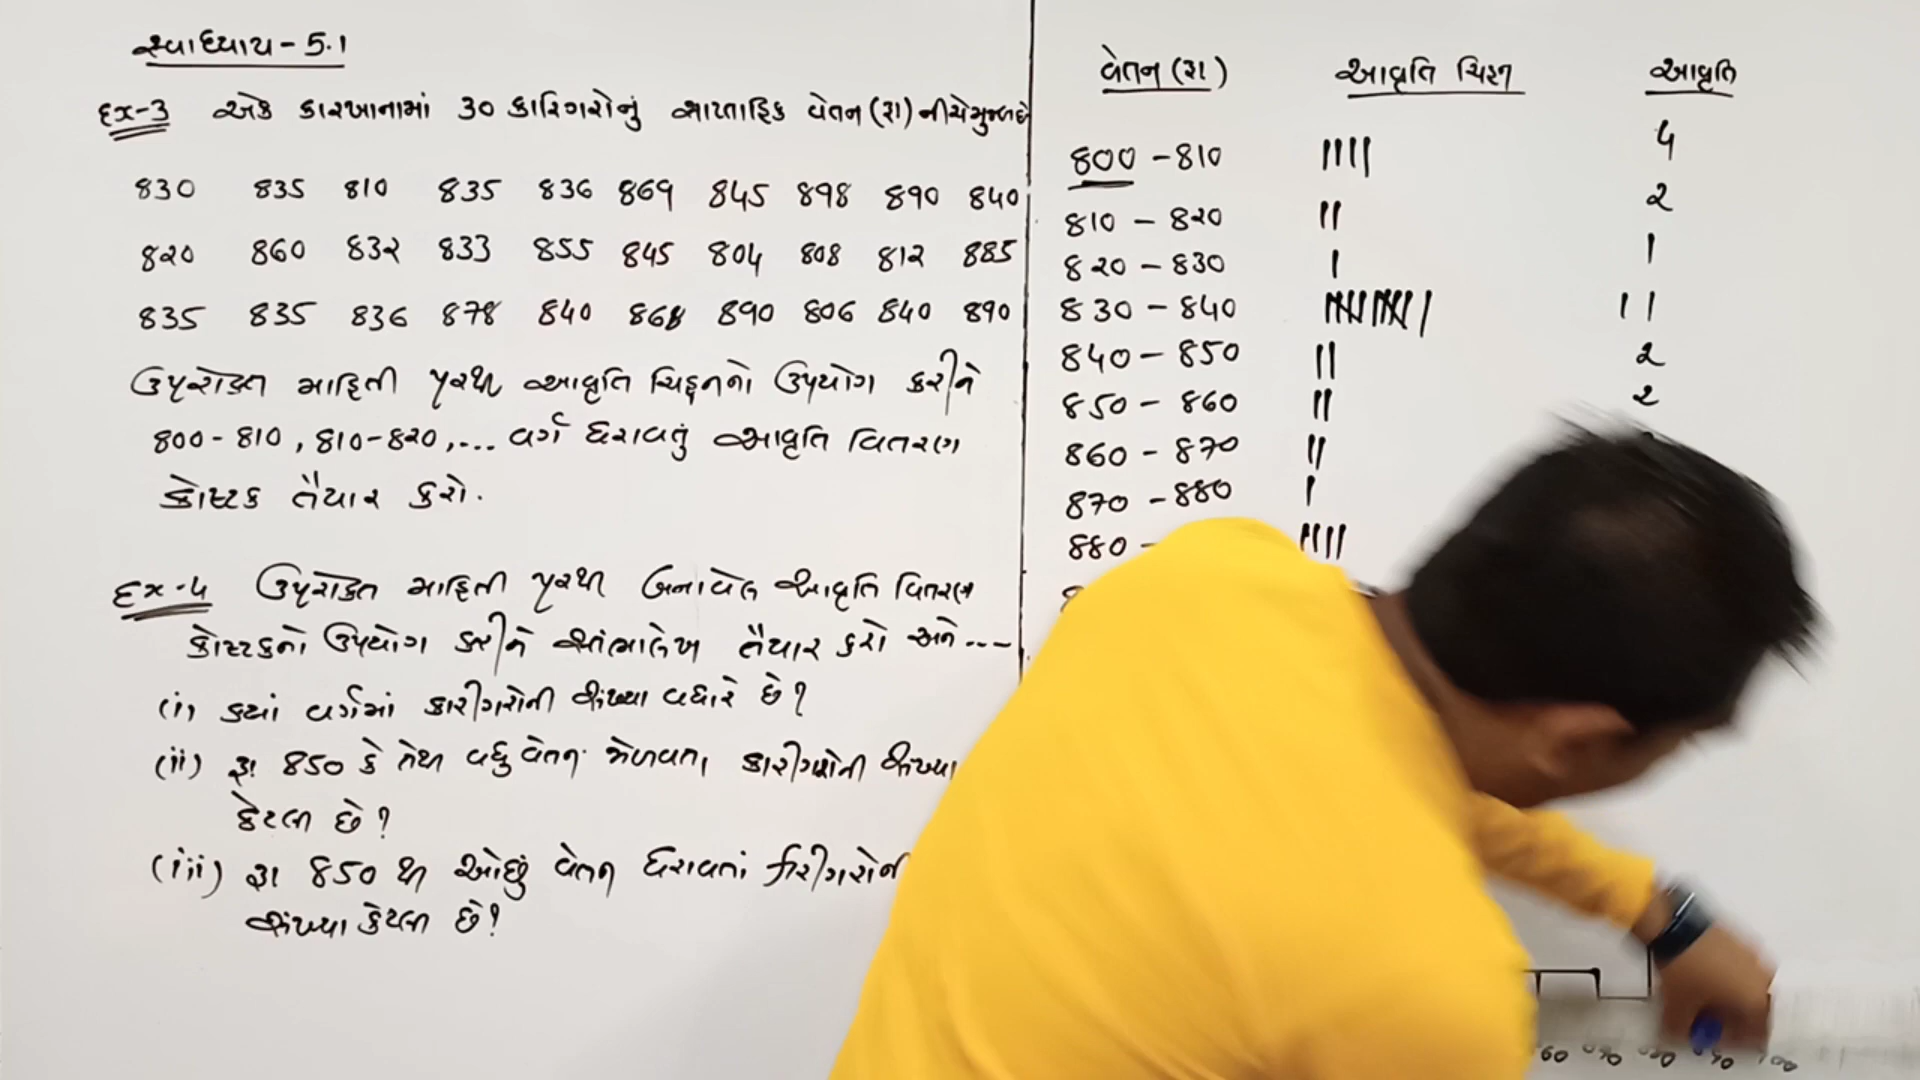 સ્વાધ્યાય - 5.1
Ex-3 એક કારખાનામાં 30 કારિગરોનું સાપ્તાહિક વેતન (રૂા) નીચે મુજબ છે
830 835 810 835 836 869 845 898 890 840
820 860 832 833 855 845 804 808 812 885
835 835 836 878 840 868 890 806 840 890
ઉપરોક્ત માહિતી પરથી આવૃતિ ચિહ્નનો ઉપયોગ કરીને
800 - 810 , 810-820 ,... વર્ગ ધરાવતું આવૃતિ વિતરણ
કોષ્ટક તૈયાર કરો.
Ex-4 ઉપરોક્ત માહિતી પરથી બનાવેલ આવૃતિ વિતરણ
કોષ્ટકનો ઉપયોગ કરીને સ્તંભાલેખ તૈયાર કરો અને ---
(i) કયાં વર્ગમાં કારીગરોની સંખ્યા વધારે છે?
(ii) રૂા 850 કે તેથી વધુ વેતન મેળવતા કારીગરોની સંખ્યા
કેટલી છે?
(iii) રૂા 850 થી ઓછું વેતન ધરાવતાં કારીગરોની
સંખ્યા કેટલી છે?
વેતન (રૂા) આવૃતિ ચિહ્ન આવૃતિ
800 - 810 |||| 4
810 - 820 || 2
820 - 830 | 1
830 - 840 11
840 - 850 || 2
850 - 860 || 2
860 - 870 ||
870 - 880 |
880 - ||||